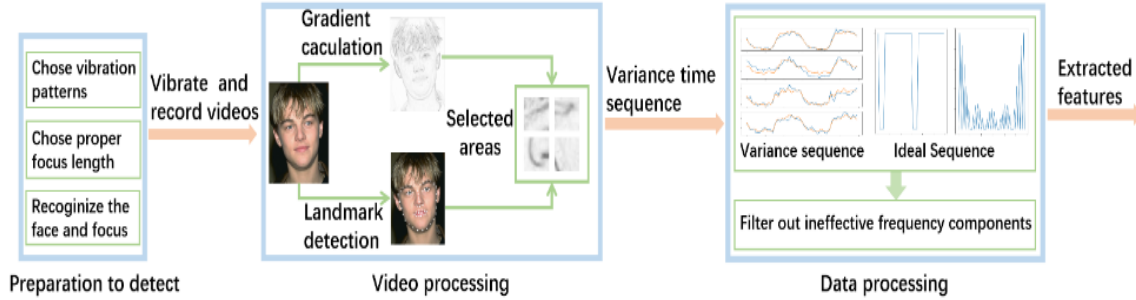 Chose vibration
patterns
Chose proper
focus length
Recoginize the
face and focus
Preparation to detect
Vibrate and
record videos
Gradient
caculation
Landmark
detection
Selected
areas
Video processing
Variance time
sequence
Variance sequence
Ideal Sequence
Filter out ineffective frequency components
Data processing
Extracted
features